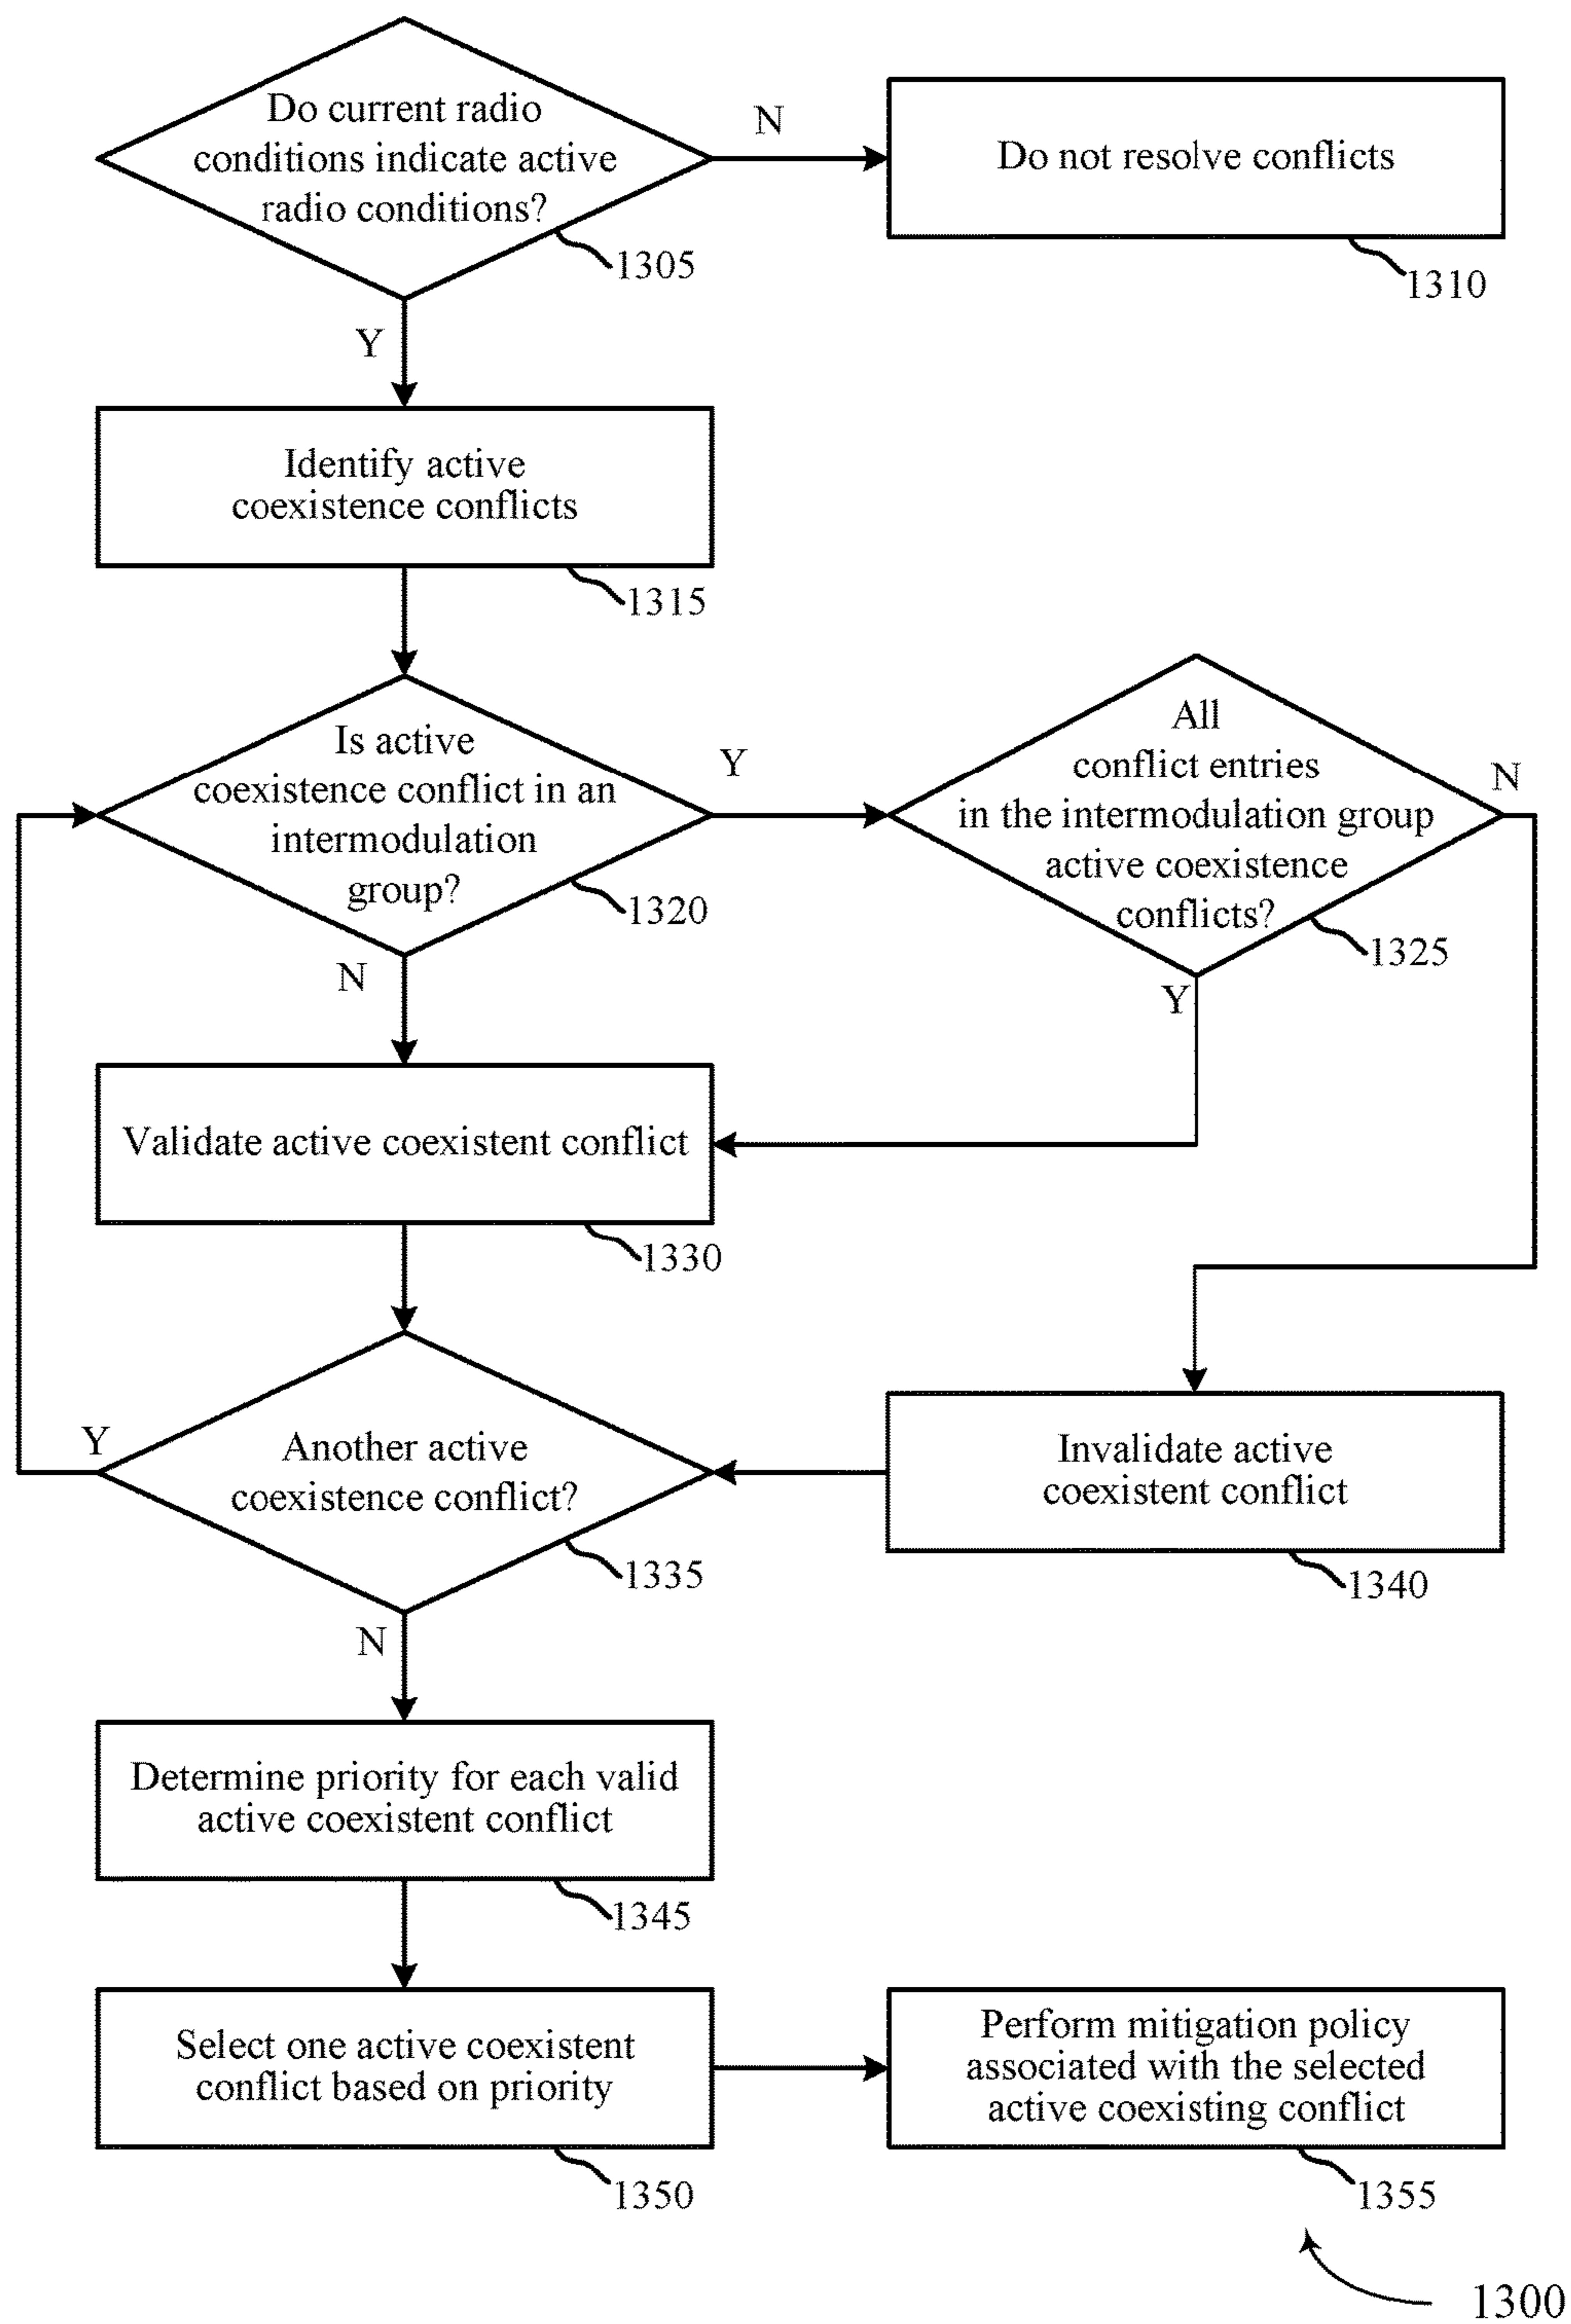 Do current radio
conditions indicate active
radio conditions?
1305
N
Do not resolve conflicts
1310
Y
Identify active
coexistence conflicts
1315
Is active
coexistence conflict in an
intermodulation
group?
1320
Y
All
conflict entries
in the intermodulation group
active coexistence
conflicts?
1325
N
N
Y
Validate active coexistent conflict
1330
Another active
coexistence conflict?
1335
Y
Invalidate active
coexistent conflict
1340
N
Determine priority for each valid
active coexistent conflict
1345
Select one active coexistent
conflict based on priority
1350
Perform mitigation policy
associated with the selected
active coexisting conflict
1355
1300